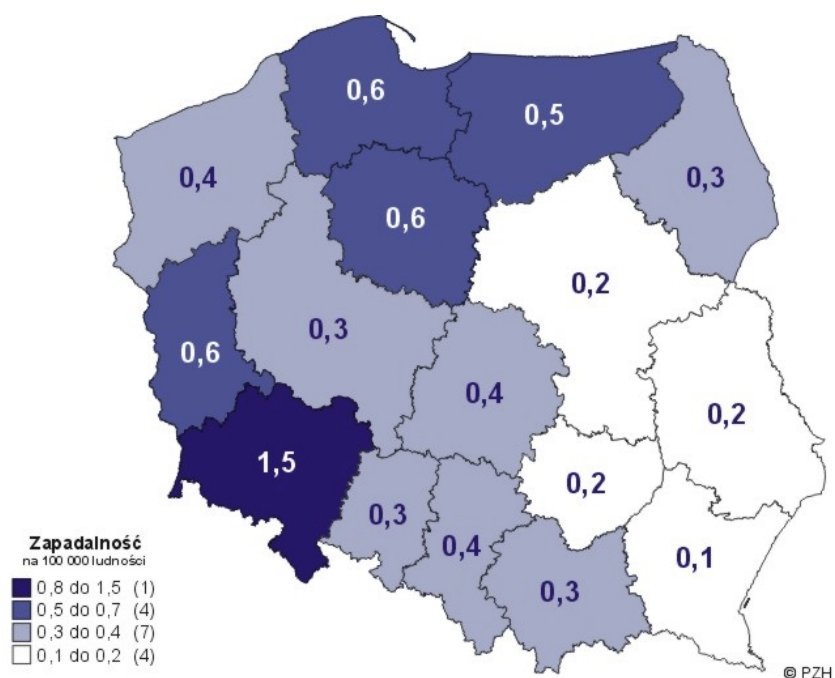 0,6
0,5
0,4
0,3
0,6
0,2
0,3
0,6
0,4
0,2
1,5
0,2
0,3
0,4
0,1
0,3
Zapadalność
na 100 000 ludności
0,8 do 1,5 (1)
0,5 do 0,7 (4)
0,3 do 0,4 (7)
0,1 do 0,2 (4)
© PZH